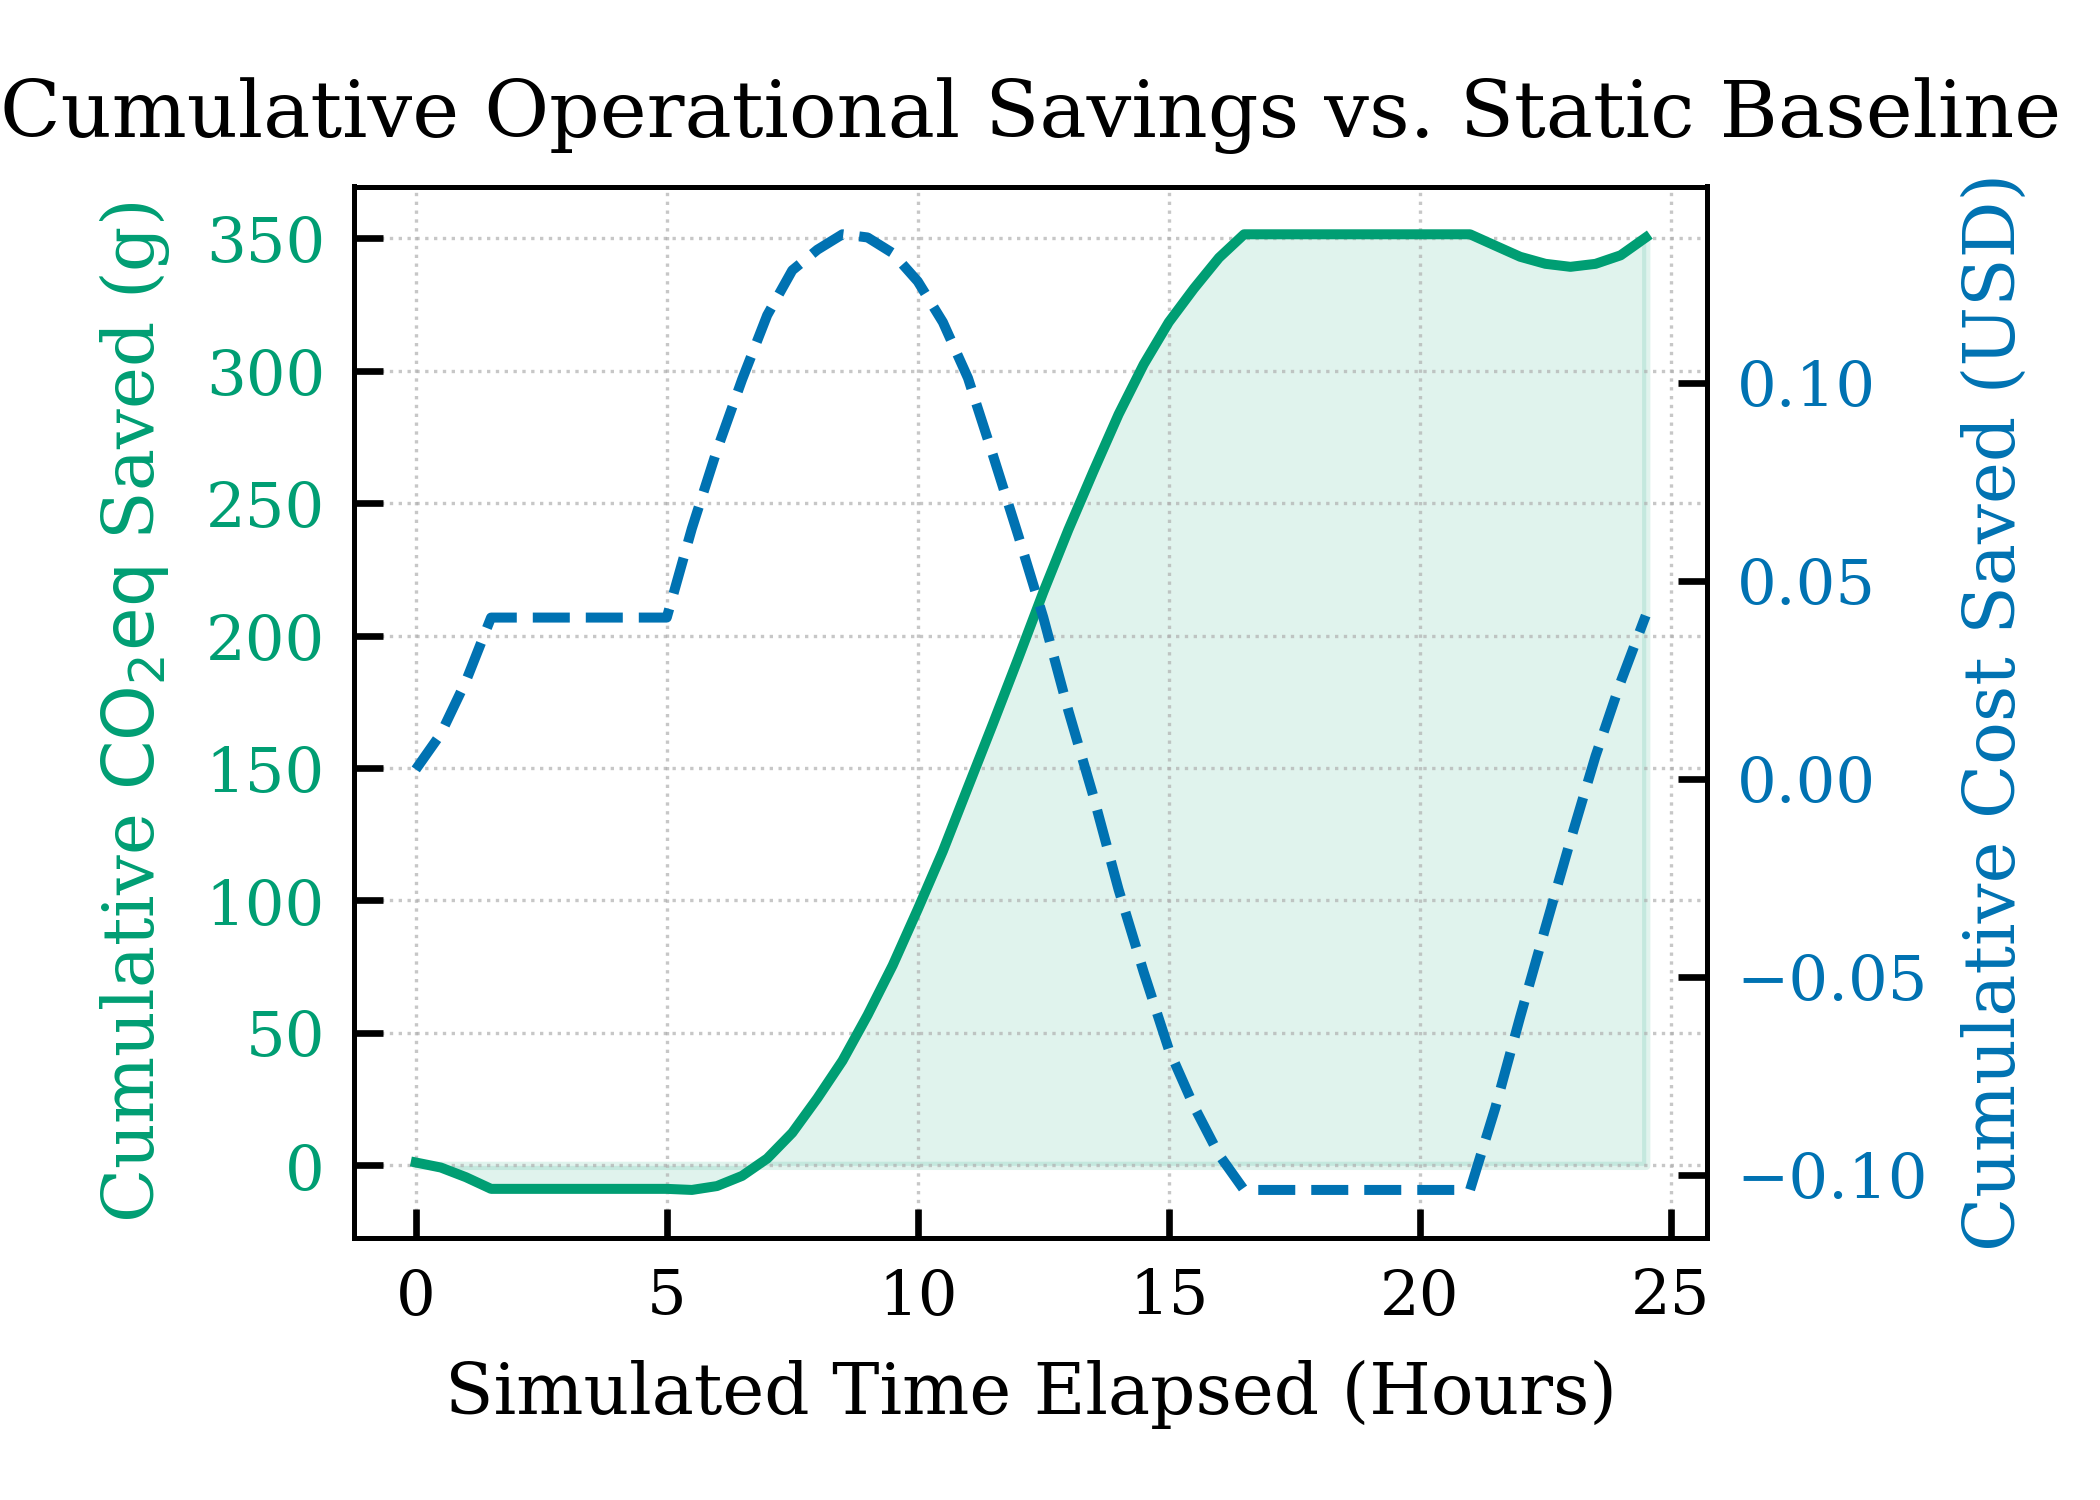 Cumulative Operational Savings vs. Static Baseline
Cumulative CO₂eq Saved (g)
350
300
250
200
150
100
50
0
0.10
0.05
0.00
−0.05
−0.10
Cumulative Cost Saved (USD)
0 5 10 15 20 25
Simulated Time Elapsed (Hours)